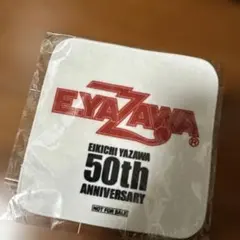 E.YAZAWA®
EIKICHI YAZAWA
50th
ANNIVERSARY
NOT FOR SALE